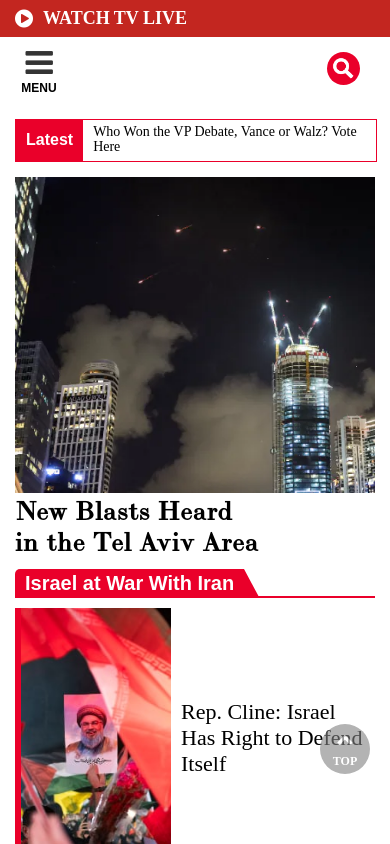 WATCH TV LIVE
MENU
Latest
Who Won the VP Debate, Vance or Walz? Vote
Here
New Blasts Heard
in the Tel Aviv Area
Israel at War With Iran
Rep. Cline: Israel
Has Right to Defend
Itself
TOP